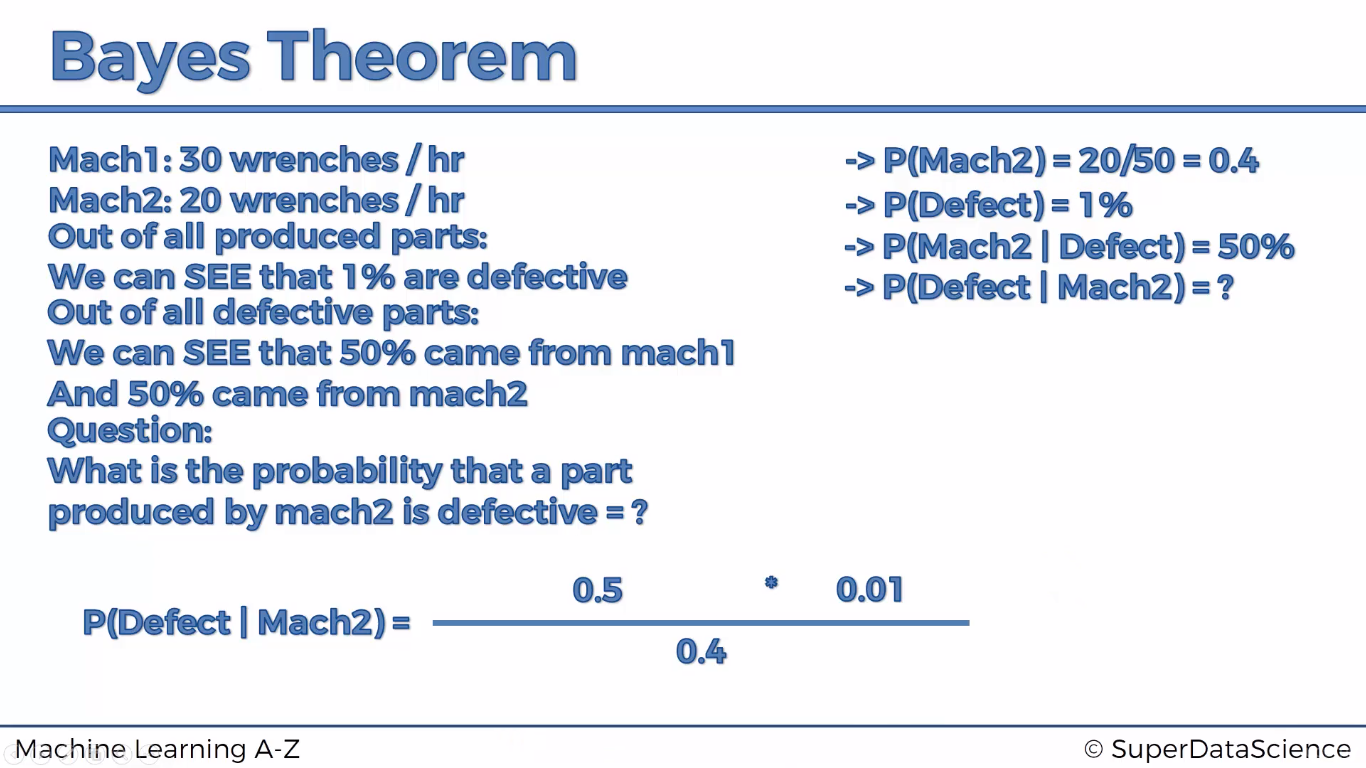 Bayes Theorem
Mach1: 30 wrenches / hr
Mach2: 20 wrenches / hr
Out of all produced parts:
We can SEE that 1% are defective
Out of all defective parts:
We can SEE that 50% came from mach1
And 50% came from mach2
Question:
What is the probability that a part
produced by mach2 is defective = ?
-> P(Mach2) = 20/50 = 0.4
-> P(Defect) = 1%
-> P(Mach2 | Defect) = 50%
-> P(Defect | Mach2) = ?
0.5 * 0.01
P(Defect | Mach2) =
0.4
Machine Learning A-Z
© SuperDataScience